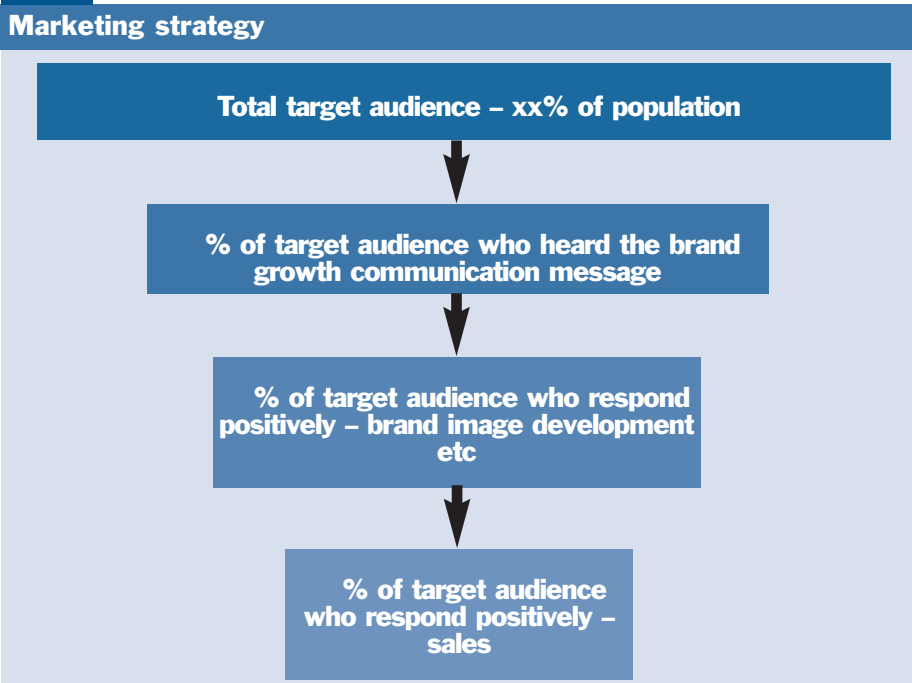 Marketing strategy
Total target audience – xx% of population
% of target audience who heard the brand
growth communication message
% of target audience who respond
positively – brand image development
etc
% of target audience
who respond positively –
sales